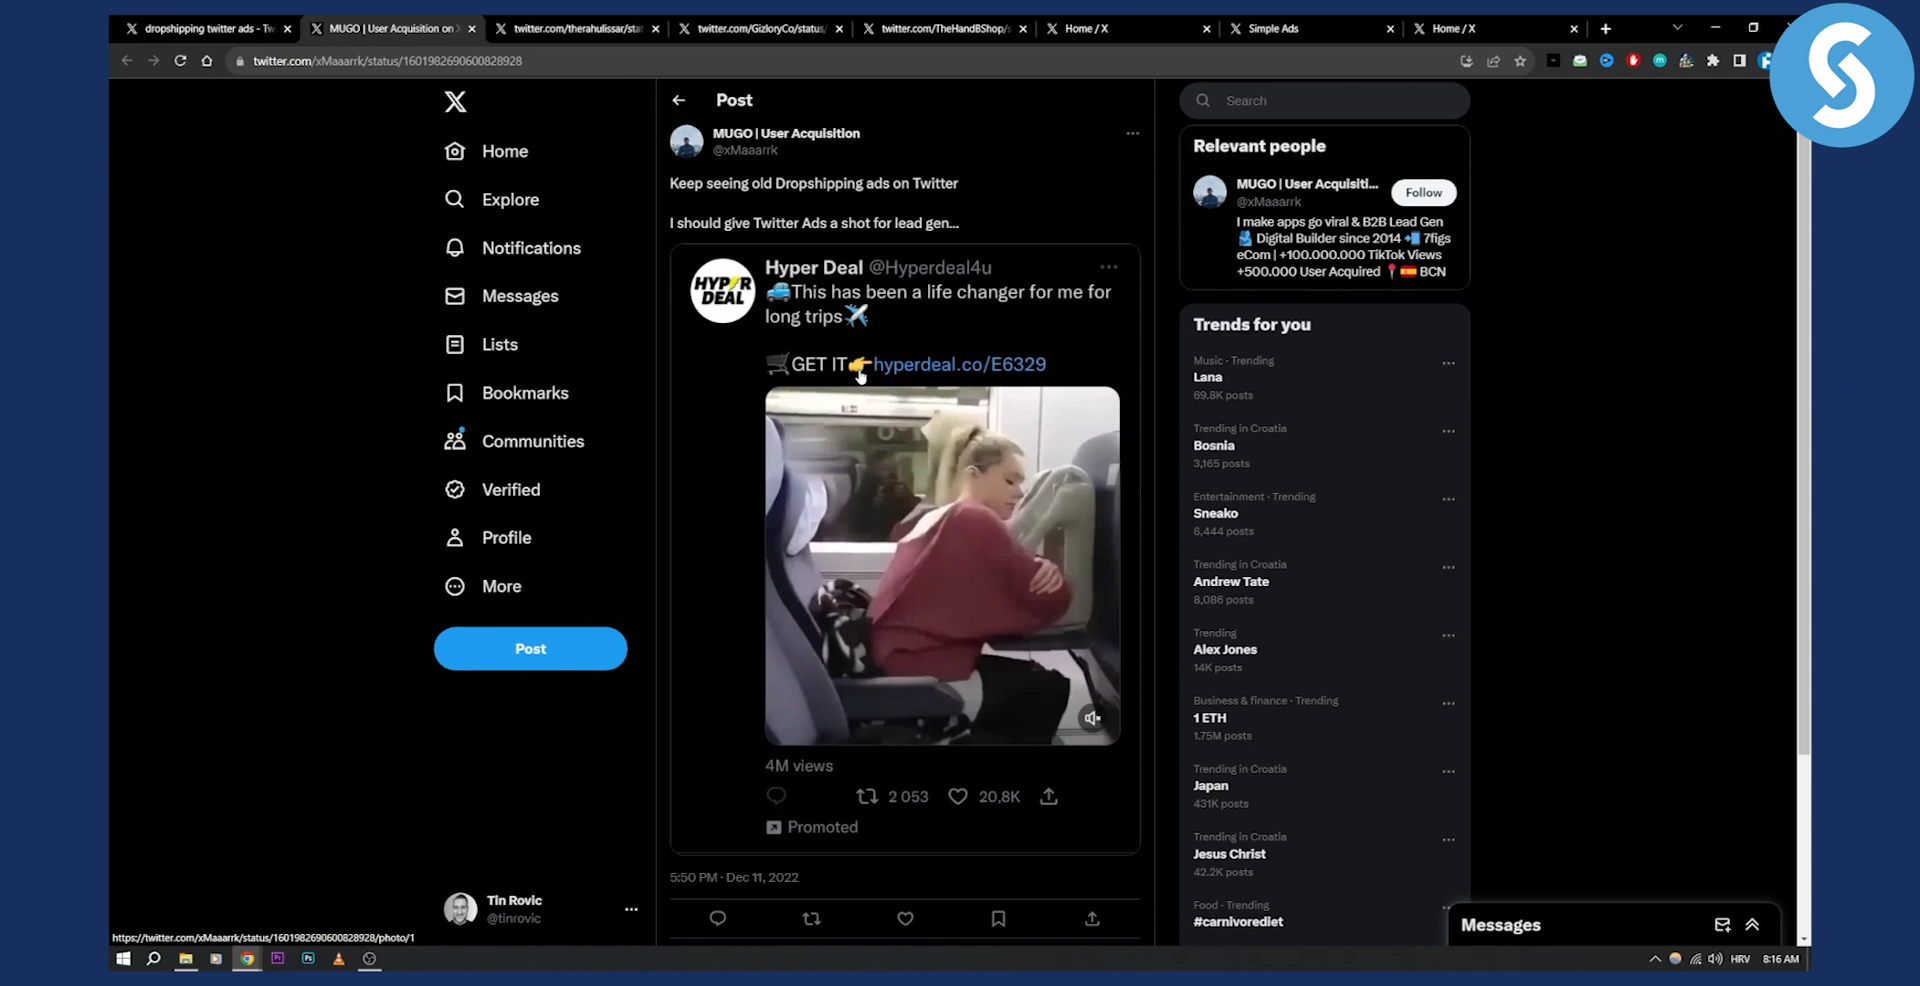 dropshipping twitter ads - Tw
MUGO | User Acquisition on X
twitter.com/therahulissar/stat
twitter.com/GizloryCo/status/
twitter.com/TheHandBShop/s
Home / X
Simple Ads
Home / X
twitter.com/xMaaarrk/status/1601982690600828928
Home
Explore
Notifications
Messages
Lists
Bookmarks
Communities
Verified
Profile
More
Post
Tin Rovic
@tinrovic
Post
MUGO | User Acquisition
@xMaaarrk
Keep seeing old Dropshipping ads on Twitter
I should give Twitter Ads a shot for lead gen...
HYPER
DEAL
Hyper Deal @Hyperdeal4u
🚙This has been a life changer for me for
long trips✈️
🛒GET IT👉hyperdeal.co/E6329
4M views
2 053
20,8K
Promoted
5:50 PM · Dec 11, 2022
Search
Relevant people
MUGO | User Acquisiti...
@xMaaarrk
Follow
I make apps go viral & B2B Lead Gen
🫂 Digital Builder since 2014 📲 7figs
eCom | +100.000.000 TikTok Views
+500.000 User Acquired 📍🇪🇸 BCN
Trends for you
Music · Trending
Lana
69.8K posts
Trending in Croatia
Bosnia
3,165 posts
Entertainment · Trending
Sneako
6,444 posts
Trending in Croatia
Andrew Tate
8,086 posts
Trending
Alex Jones
14K posts
Business & finance · Trending
1 ETH
1.75M posts
Trending in Croatia
Japan
431K posts
Trending in Croatia
Jesus Christ
42.2K posts
Food · Trending
#carnivorediet
Messages
https://twitter.com/xMaaarrk/status/1601982690600828928/photo/1
HRV
8:16 AM